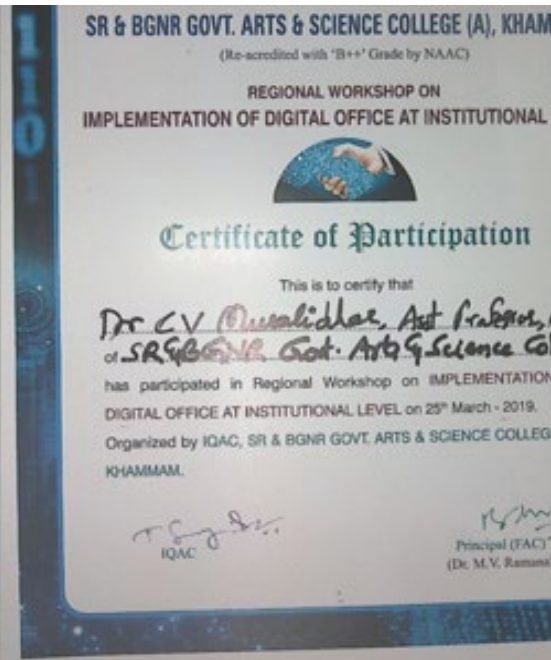 SR & BGNR GOVT. ARTS & SCIENCE COLLEGE (A), KHAM
(Re-acredited with 'B++' Grade by NAAC)
REGIONAL WORKSHOP ON
IMPLEMENTATION OF DIGITAL OFFICE AT INSTITUTIONAL
Certificate of Participation
This is to certify that
Dr CV Muralidhar, Asst Professor,
of SR & BGNR Govt. Arts & Science Co
has participated in Regional Workshop on IMPLEMENTATION
DIGITAL OFFICE AT INSTITUTIONAL LEVEL on 25th March - 2019.
Organized by IQAC, SR & BGNR GOVT. ARTS & SCIENCE COLLEG
KHAMMAM.
IQAC
Principal (FAC)
(Dr. M.V. Ramana)